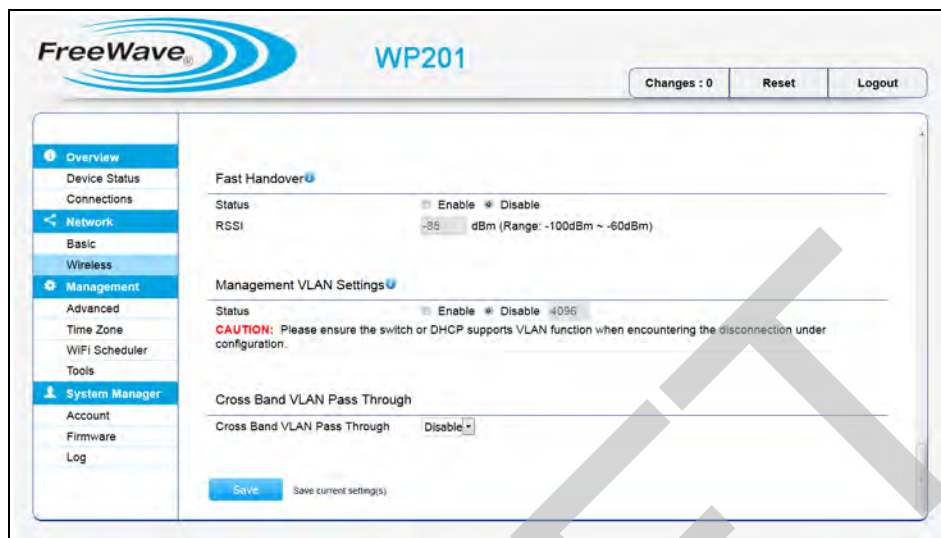 FreeWave®
WP201
Changes : 0 Reset Logout
Overview
Device Status
Connections
Network
Basic
Wireless
Management
Advanced
Time Zone
WiFi Scheduler
Tools
System Manager
Account
Firmware
Log
Fast Handover
Status Enable Disable
RSSI -85 dBm (Range: -100dBm ~ -60dBm)
Management VLAN Settings
Status Enable Disable 4096
CAUTION: Please ensure the switch or DHCP supports VLAN function when encountering the disconnection under
configuration.
Cross Band VLAN Pass Through
Cross Band VLAN Pass Through Disable
Save Save current setting(s)